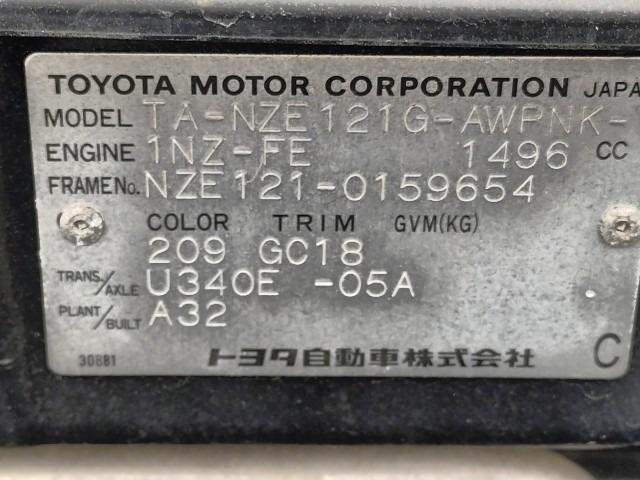 TOYOTA MOTOR CORPORATION JAPA
MODEL TA-NZE121G-AWPNK-
ENGINE 1NZ-FE 1496 CC
FRAME No. NZE121-0159654
COLOR TRIM GVM(KG)
209 GC18
TRANS./AXLE U340E -05A
PLANT/BUILT A32
30881 トヨタ自動車株式会社 C